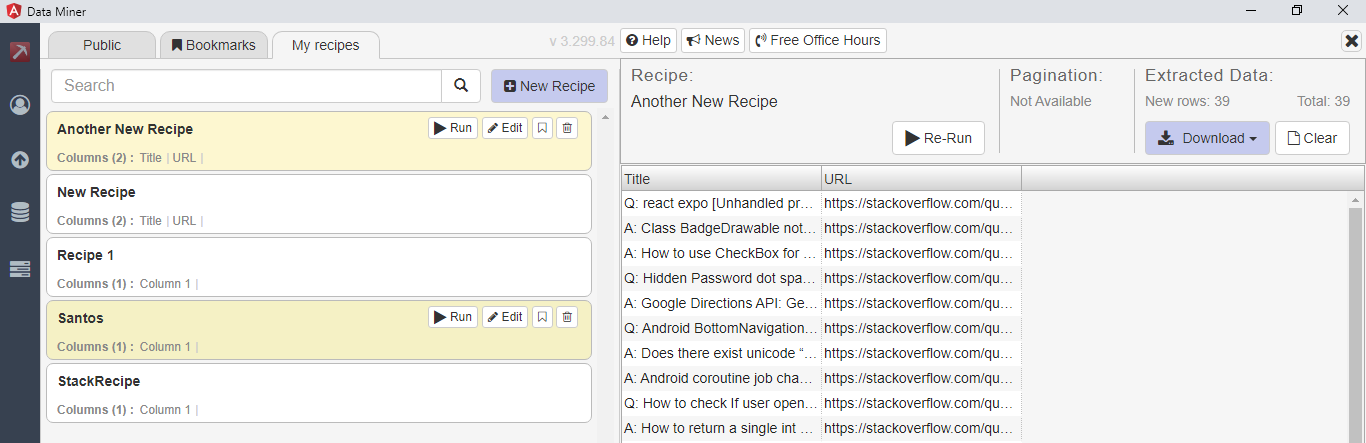 Data Miner
Public
Bookmarks
My recipes
v 3.299.84
Help
News
Free Office Hours
Search
New Recipe
Another New Recipe
Run
Edit
Columns (2) : Title | URL |
New Recipe
Columns (2) : Title | URL |
Recipe 1
Columns (1) : Column 1 |
Santos
Run
Edit
Columns (1) : Column 1 |
StackRecipe
Columns (1) : Column 1 |
Recipe:
Another New Recipe
Re-Run
Pagination:
Not Available
Extracted Data:
New rows: 39 Total: 39
Download
Clear
Title URL
Q: react expo [Unhandled pr... https://stackoverflow.com/qu...
A: Class BadgeDrawable not... https://stackoverflow.com/qu...
A: How to use CheckBox for ... https://stackoverflow.com/qu...
Q: Hidden Password dot spa... https://stackoverflow.com/qu...
A: Google Directions API: Ge... https://stackoverflow.com/qu...
Q: Android BottomNavigation... https://stackoverflow.com/qu...
A: Does there exist unicode “... https://stackoverflow.com/qu...
A: Android coroutine job cha... https://stackoverflow.com/qu...
Q: How to check If user open... https://stackoverflow.com/qu...
A: How to return a single int ... https://stackoverflow.com/qu...